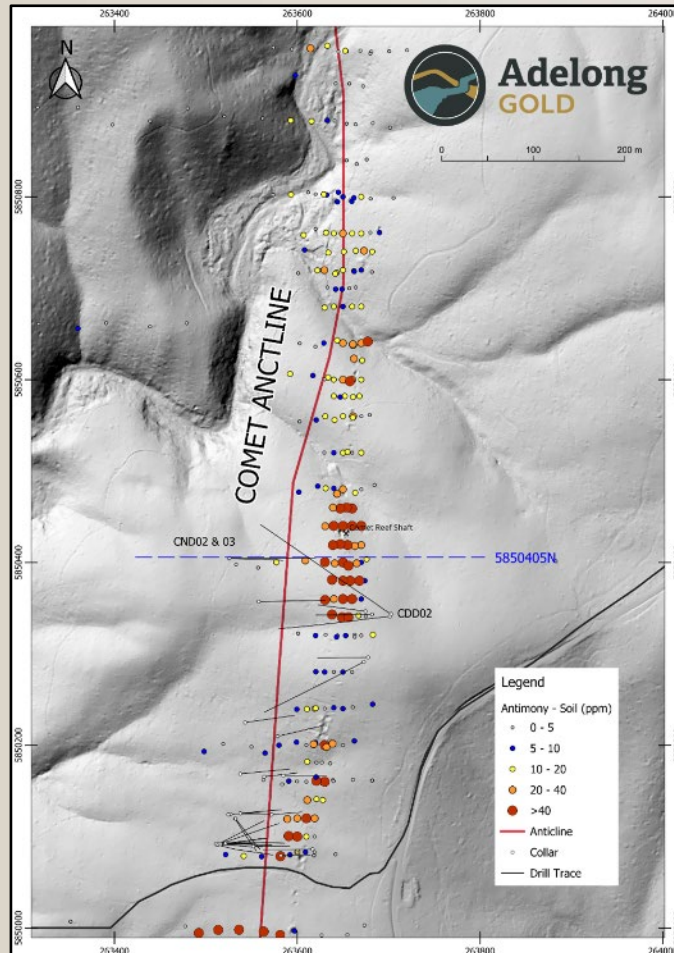 263400
263600
263800
264000
N
Adelong
GOLD
0
100
200 m
5850800
5850600
5850400
5850200
5850000
COMET ANCTLINE
Comet Reef Shaft
CND02 & 03
5850405N
CDD02
Legend
Antimony - Soil (ppm)
0 - 5
5 - 10
10 - 20
20 - 40
>40
Anticline
Collar
Drill Trace
263400
263600
263800
264000